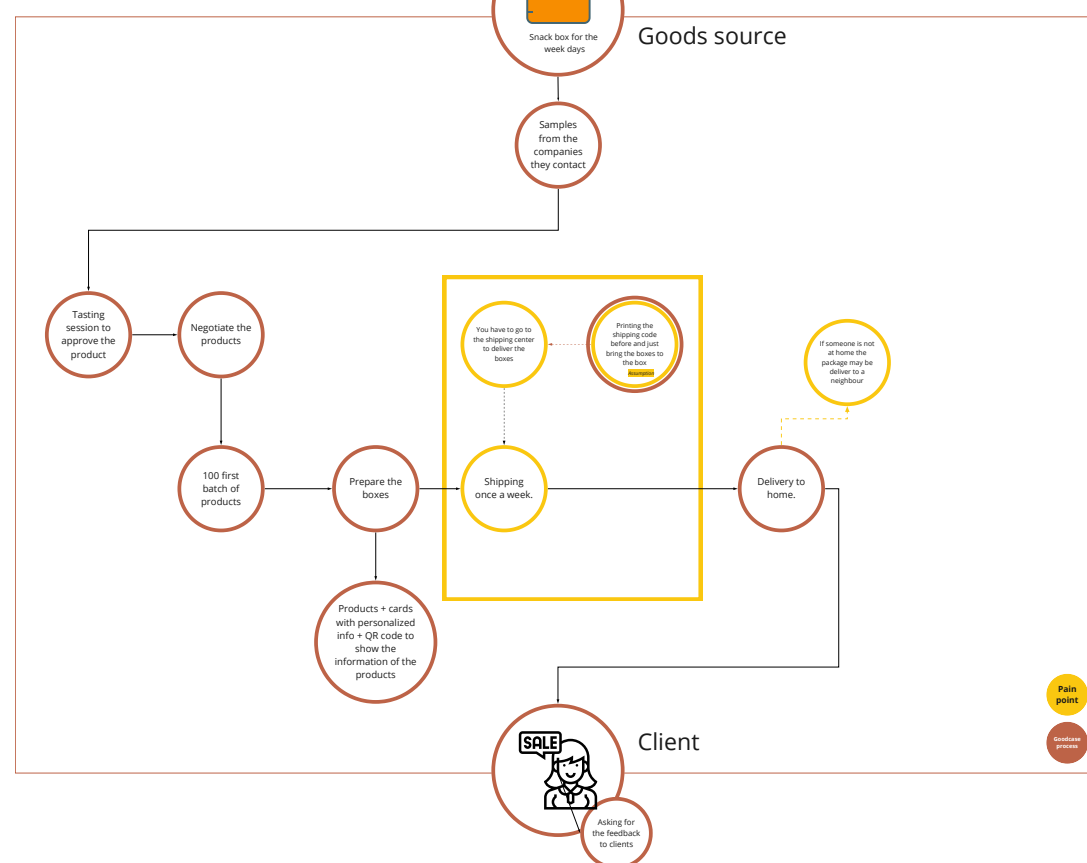 Snack box for the
week days
Goods source
Samples
from the
companies
they contact
Tasting
session to
approve the
product
Negotiate the
products
You have to go to
the shipping center
to deliver the
boxes
Printing the
shipping code
before and just
bring the boxes to
the box
Assumption
If someone is not
at home the
package may be
deliver to a
neighbour
100 first
batch of
products
Prepare the
boxes
Shipping
once a week.
Delivery to
home.
Products + cards
with personalized
info + QR code to
show the
information of the
products
Pain
point
Goodcase
process
SALE
Client
Asking for
the feedback
to clients